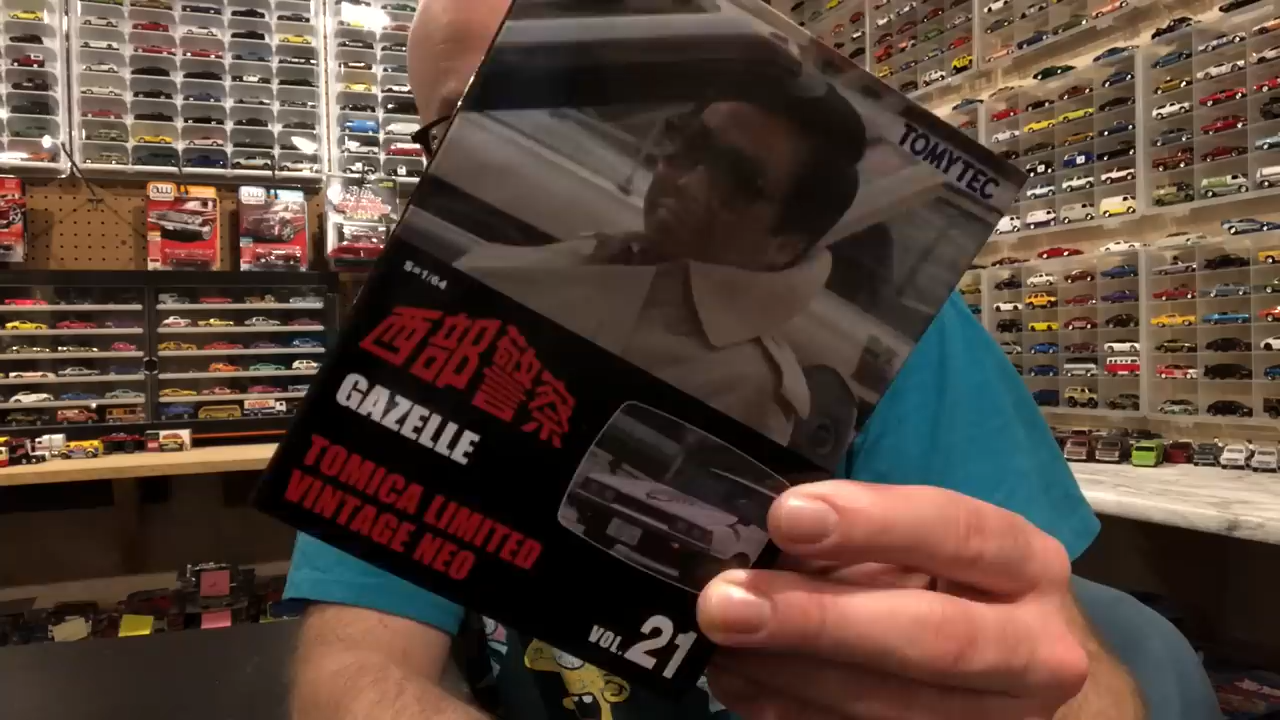 TOMYTEC
S=1/64
西部警察
GAZELLE
TOMICA LIMITED
VINTAGE NEO
VOL.21